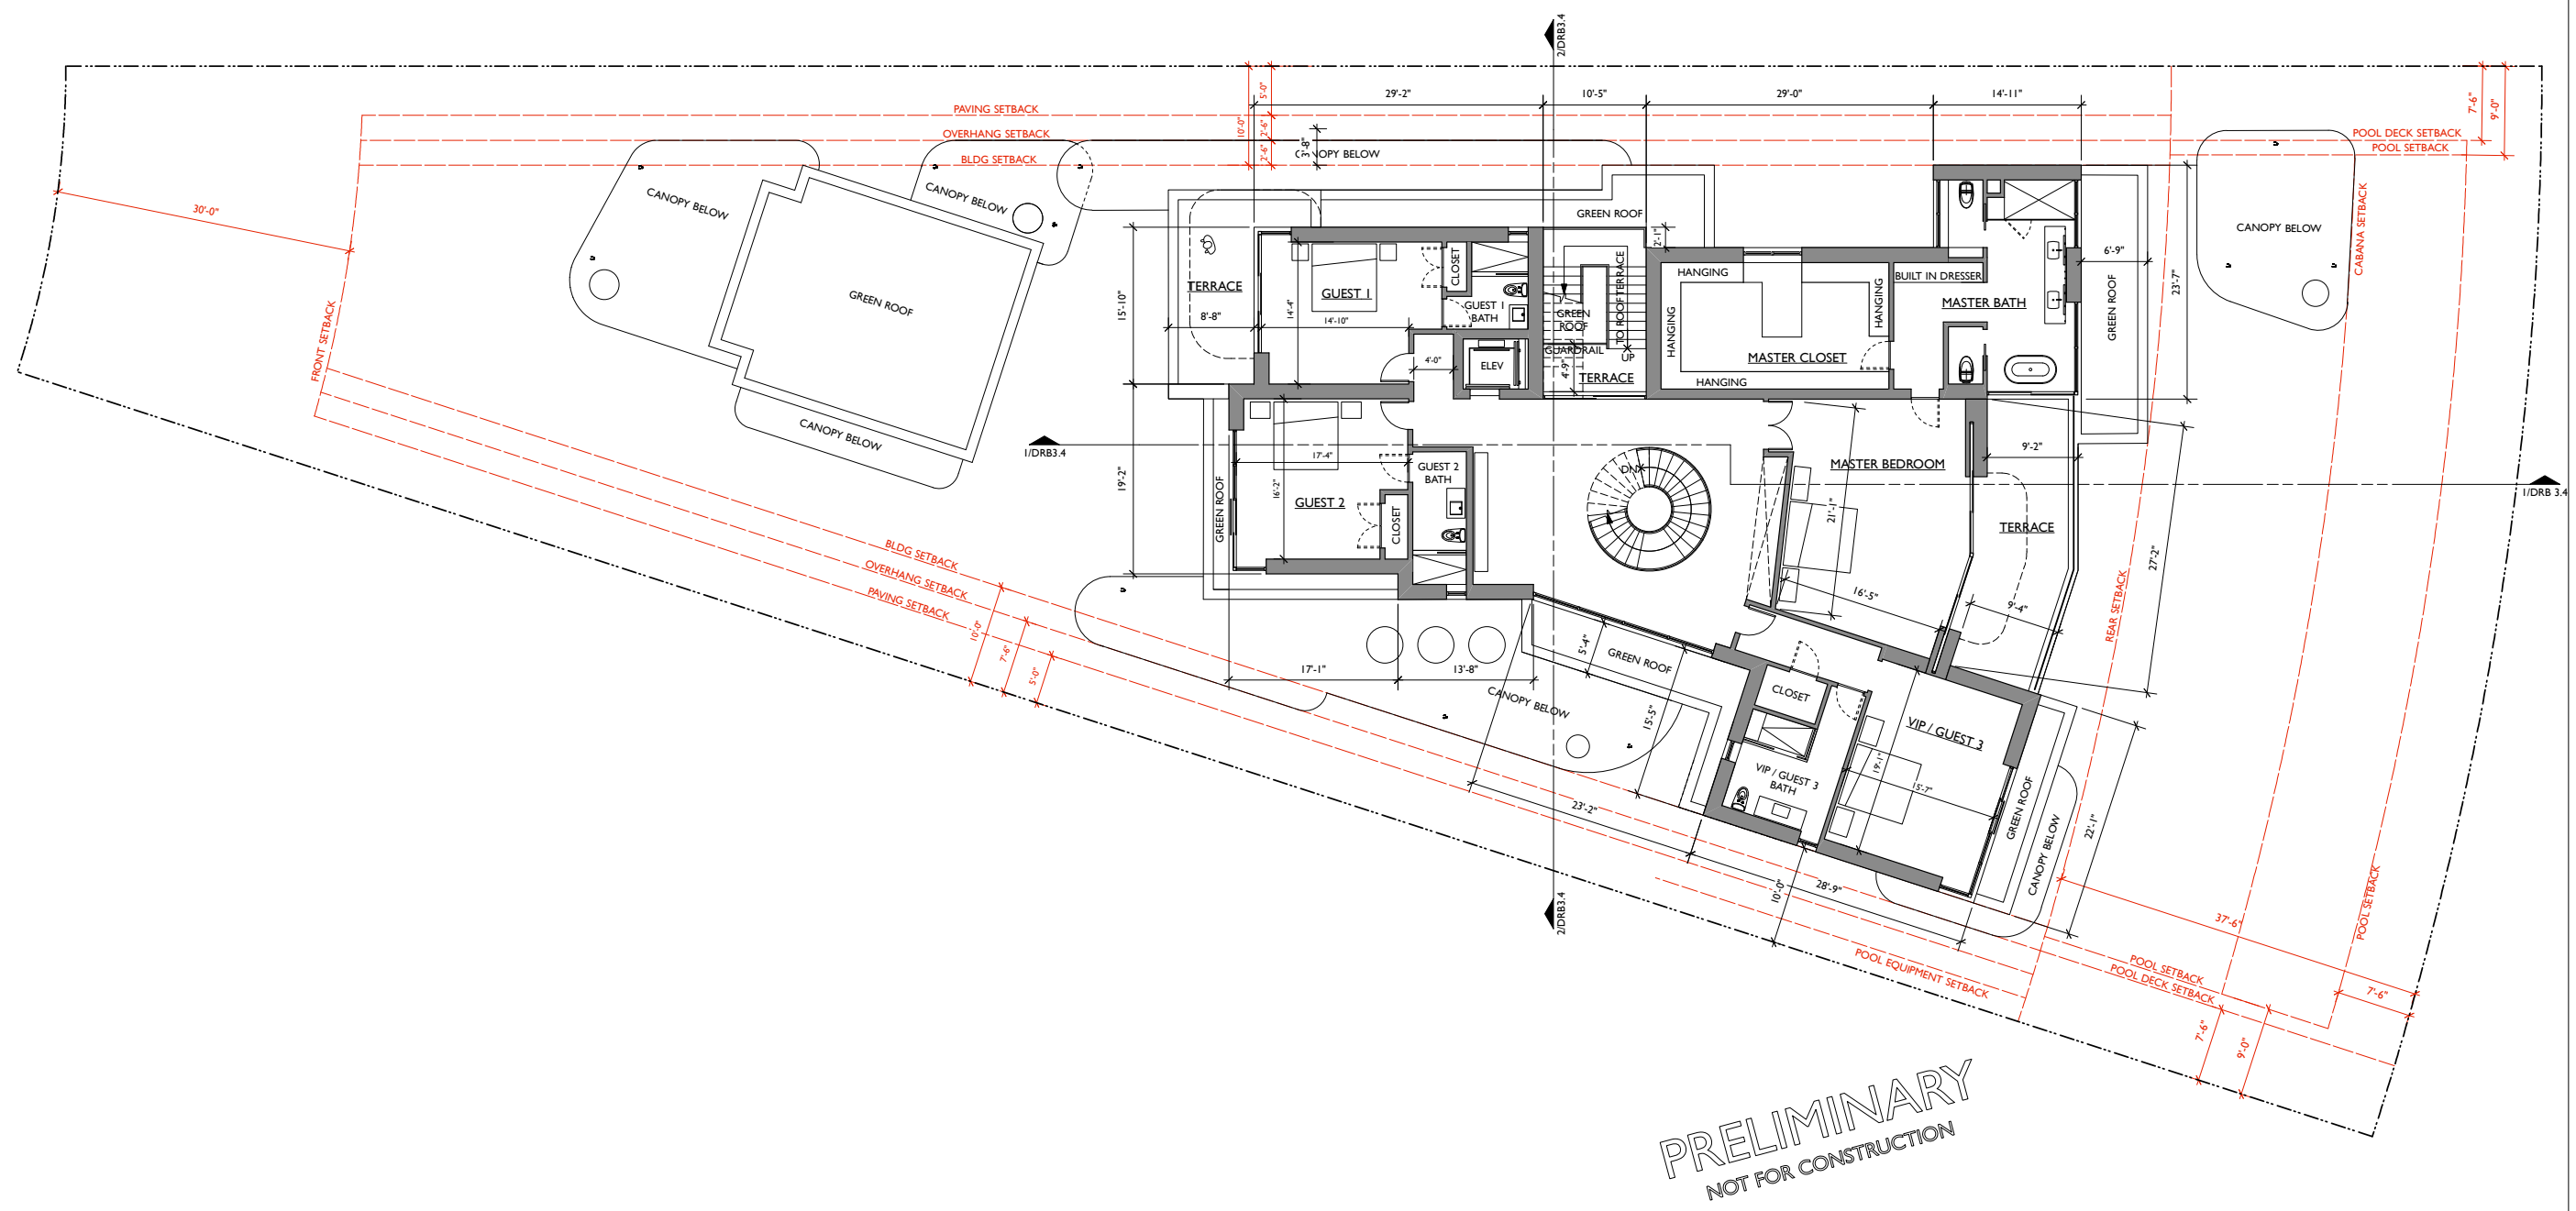 2/DRB3.4
29'-2"
10'-5"
29'-0"
14'-11"
5'-0"
10'-0"
2'-6"
2'-6"
3'-8"
7'-6"
9'-0"
PAVING SETBACK
OVERHANG SETBACK
BLDG SETBACK
POOL DECK SETBACK
POOL SETBACK
CANOPY BELOW
CANOPY BELOW
CANOPY BELOW
30'-0"
GREEN ROOF
GREEN ROOF
CANOPY BELOW
CANOPY BELOW
FRONT SETBACK
CABANA SETBACK
2'-1"
6'-9"
23'-7"
GREEN ROOF
TERRACE
8'-8"
15'-10"
GUEST 1
14'-4"
14'-10"
CLOSET
GUEST 1
BATH
GREEN
ROOF
TO ROOF TERRACE
GUARDRAIL
UP
4'-9"
TERRACE
4'-0"
ELEV
HANGING
HANGING
HANGING
HANGING
MASTER CLOSET
BUILT IN DRESSER
MASTER BATH
1/DRB3.4
19'-2"
GREEN ROOF
17'-4"
16'-2"
GUEST 2
GUEST 2
BATH
CLOSET
DN
MASTER BEDROOM
21'-1"
16'-5"
9'-2"
TERRACE
9'-4"
27'-2"
1/DRB 3.4
REAR SETBACK
BLDG SETBACK
OVERHANG SETBACK
PAVING SETBACK
10'-0"
7'-6"
5'-0"
17'-1"
13'-8"
5'-4"
GREEN ROOF
CANOPY BELOW
15'-5"
CLOSET
VIP / GUEST 3
VIP / GUEST 3
BATH
19'-1"
15'-7"
GREEN ROOF
CANOPY BELOW
22'-1"
23'-2"
28'-9"
10'-0"
2/DRB3.4
37'-6"
POOL SETBACK
POOL SETBACK
POOL DECK SETBACK
POOL EQUIPMENT SETBACK
7'-6"
7'-6"
9'-0"
PRELIMINARY
NOT FOR CONSTRUCTION